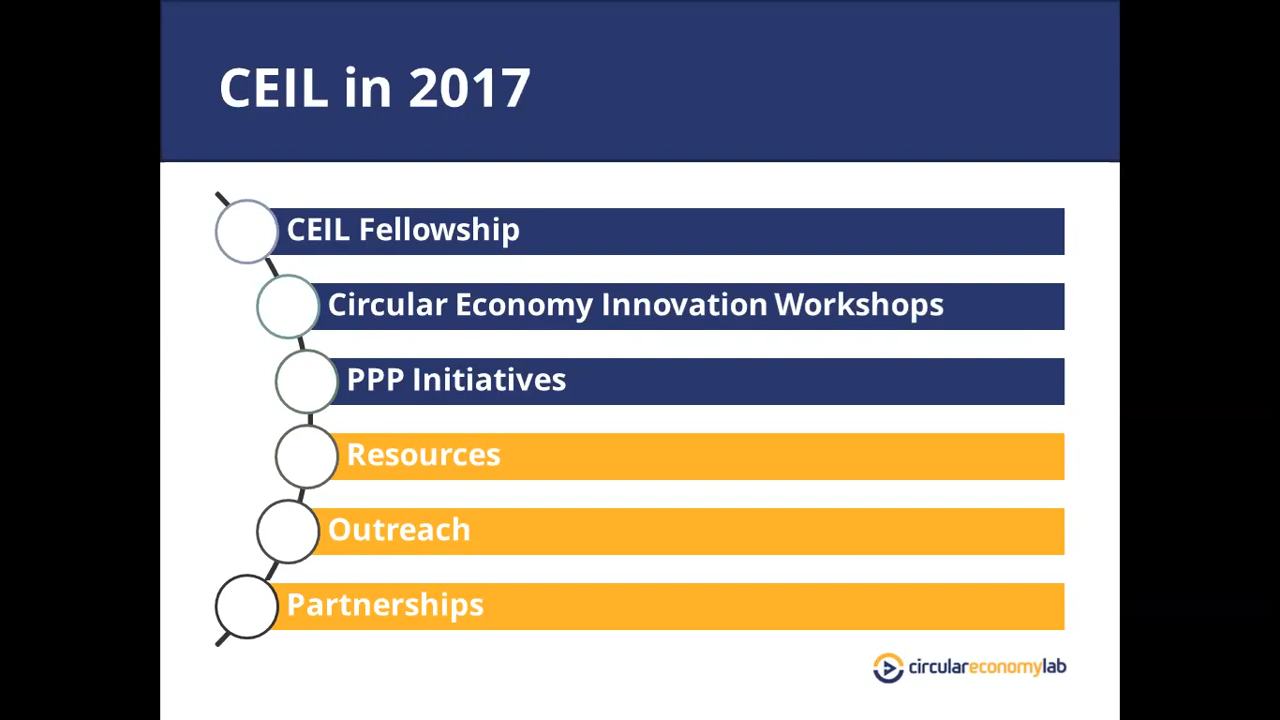 CEIL in 2017
CEIL Fellowship
Circular Economy Innovation Workshops
PPP Initiatives
Resources
Outreach
Partnerships
circulareconomylab